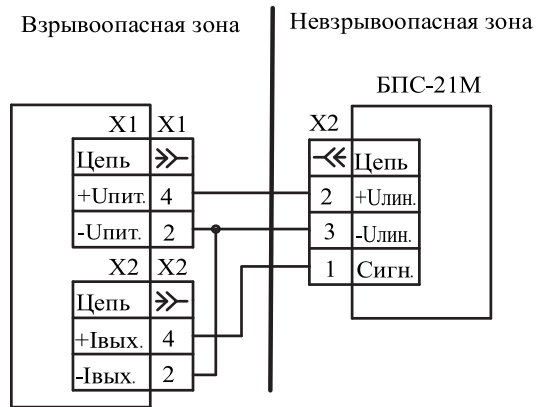 Взрывоопасная зона
Невзрывоопасная зона
БПС-21М
X1 X1
Цепь
+Uпит. 4
-Uпит. 2
X2 X2
Цепь
+Iвых. 4
-Iвых. 2
X2
Цепь
2 +Uлин.
3 -Uлин.
1 Сигн.